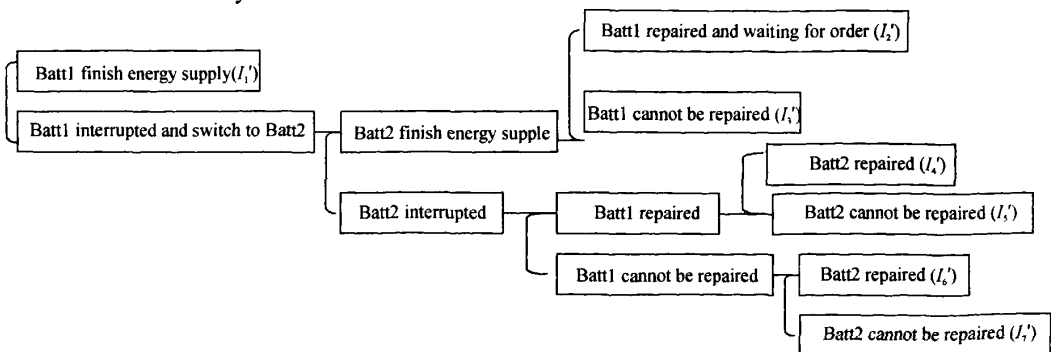 Batt1 repaired and waiting for order (I₂')
Batt1 finish energy supply(I₁')
Batt1 cannot be repaired (I₃')
Batt1 interrupted and switch to Batt2
Batt2 finish energy supple
Batt2 repaired (I₄')
Batt2 interrupted
Batt1 repaired
Batt2 cannot be repaired (I₅')
Batt1 cannot be repaired
Batt2 repaired (I₆')
Batt2 cannot be repaired (I₇')